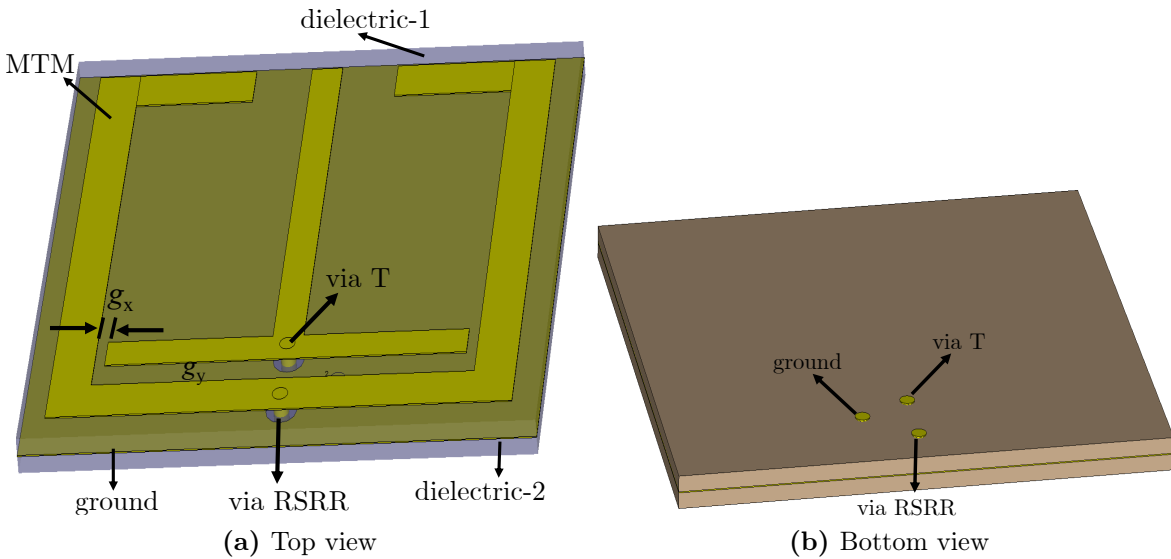 dielectric-1
MTM
via T
gx
gy
ground
via RSRR
dielectric-2
(a) Top view
ground
via T
via RSRR
(b) Bottom view